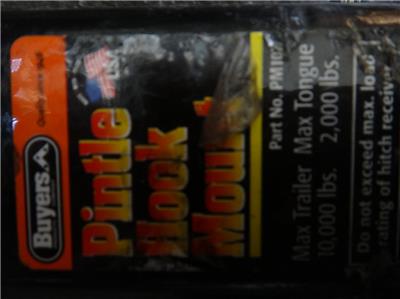 Buyers
USA
Pintle
Hook
Mount
Part No.
Max Trailer Max Tongue
10,000 lbs. 2,000 lbs.
Do not exceed max. load
rating of hitch receiver